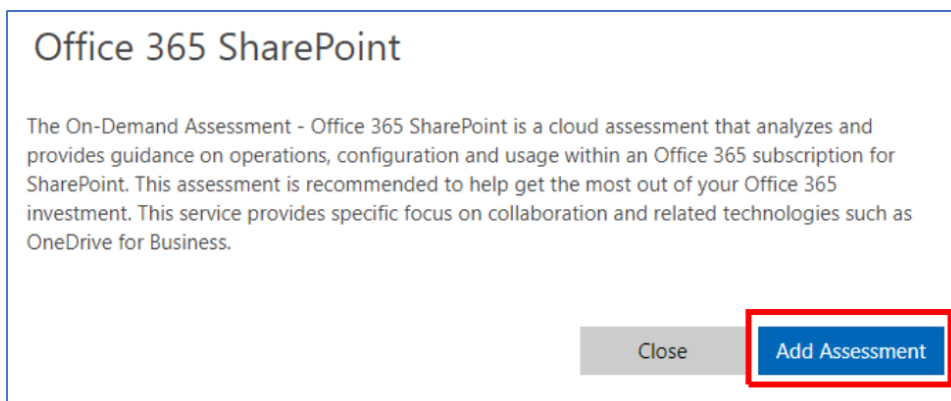 Office 365 SharePoint
The On-Demand Assessment - Office 365 SharePoint is a cloud assessment that analyzes and
provides guidance on operations, configuration and usage within an Office 365 subscription for
SharePoint. This assessment is recommended to help get the most out of your Office 365
investment. This service provides specific focus on collaboration and related technologies such as
OneDrive for Business.
Close
Add Assessment